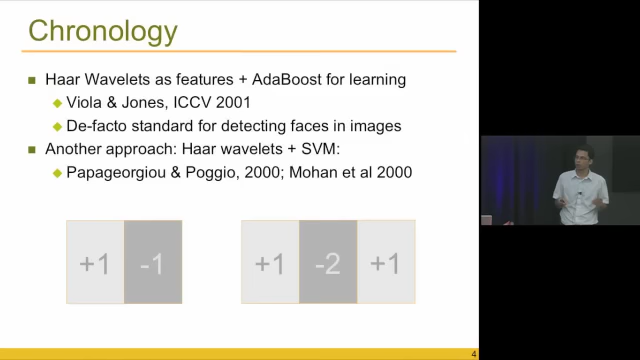 Chronology
Haar Wavelets as features + AdaBoost for learning
Viola & Jones, ICCV 2001
De-facto standard for detecting faces in images
Another approach: Haar wavelets + SVM:
Papageorgiou & Poggio, 2000; Mohan et al 2000
+1 -1 +1 -2 +1
4